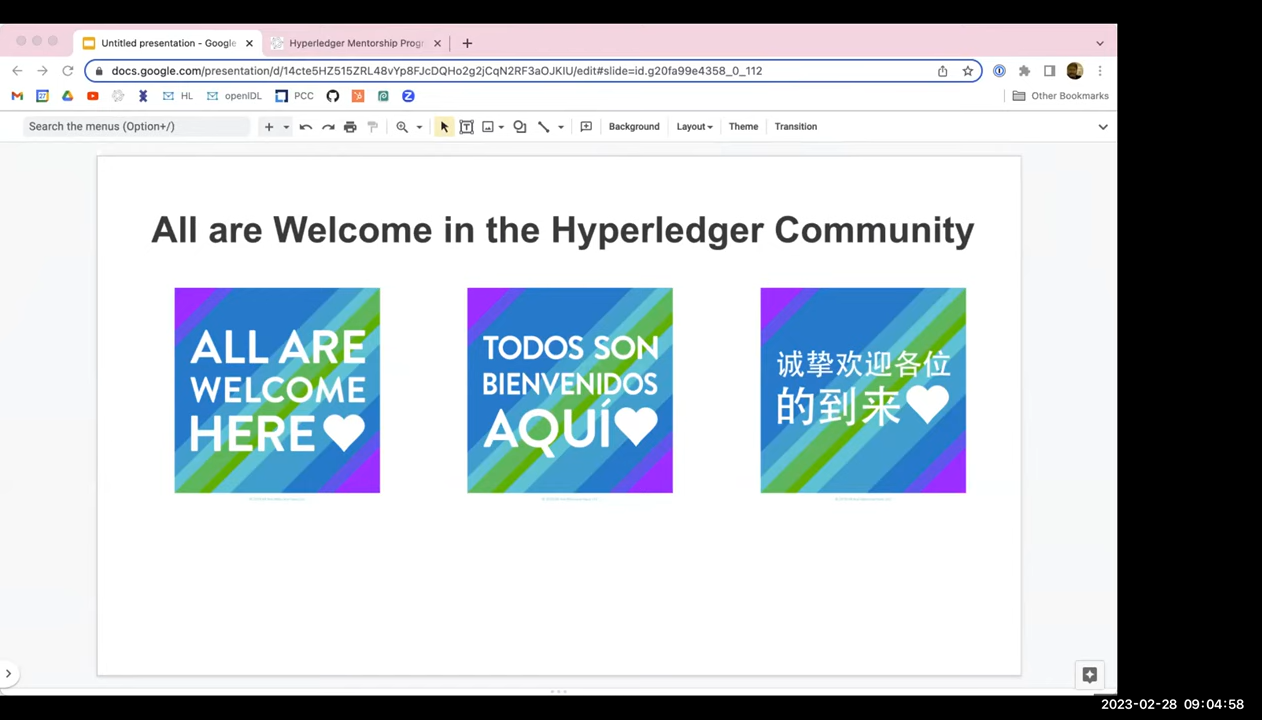 Untitled presentation - Google
Hyperledger Mentorship Progr
docs.google.com/presentation/d/14cte5HZ515ZRL48vYp8FJcDQHo2g2jCqN2RF3aOJKIU/edit#slide=id.g20fa99e4358_0_112
HL
openIDL
PCC
Other Bookmarks
Search the menus (Option+/)
Background
Layout
Theme
Transition
All are Welcome in the Hyperledger Community
ALL ARE
WELCOME
HERE
TODOS SON
BIENVENIDOS
AQUÍ
诚挚欢迎各位
的到来
2023-02-28 09:04:58